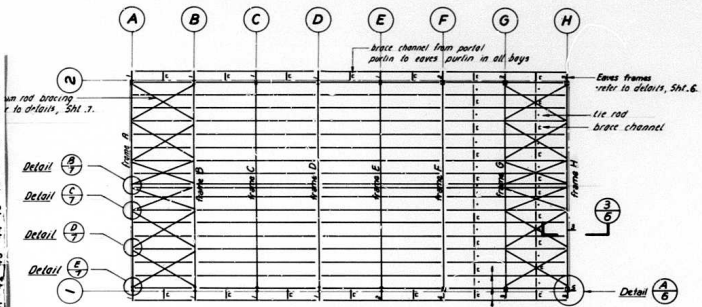 A B C D E F G H
brace channel from portal
purlin to eaves purlin in all bays
2
Eaves frames
refer to details, Sht.6.
rod bracing
to details, Sht.7.
tie rod
brace channel
frame A
frame B
frame C
frame D
frame E
frame F
frame G
frame H
Detail B/7
Detail C/7
3/6
Detail D/7
Detail E/7
1
Detail A/6